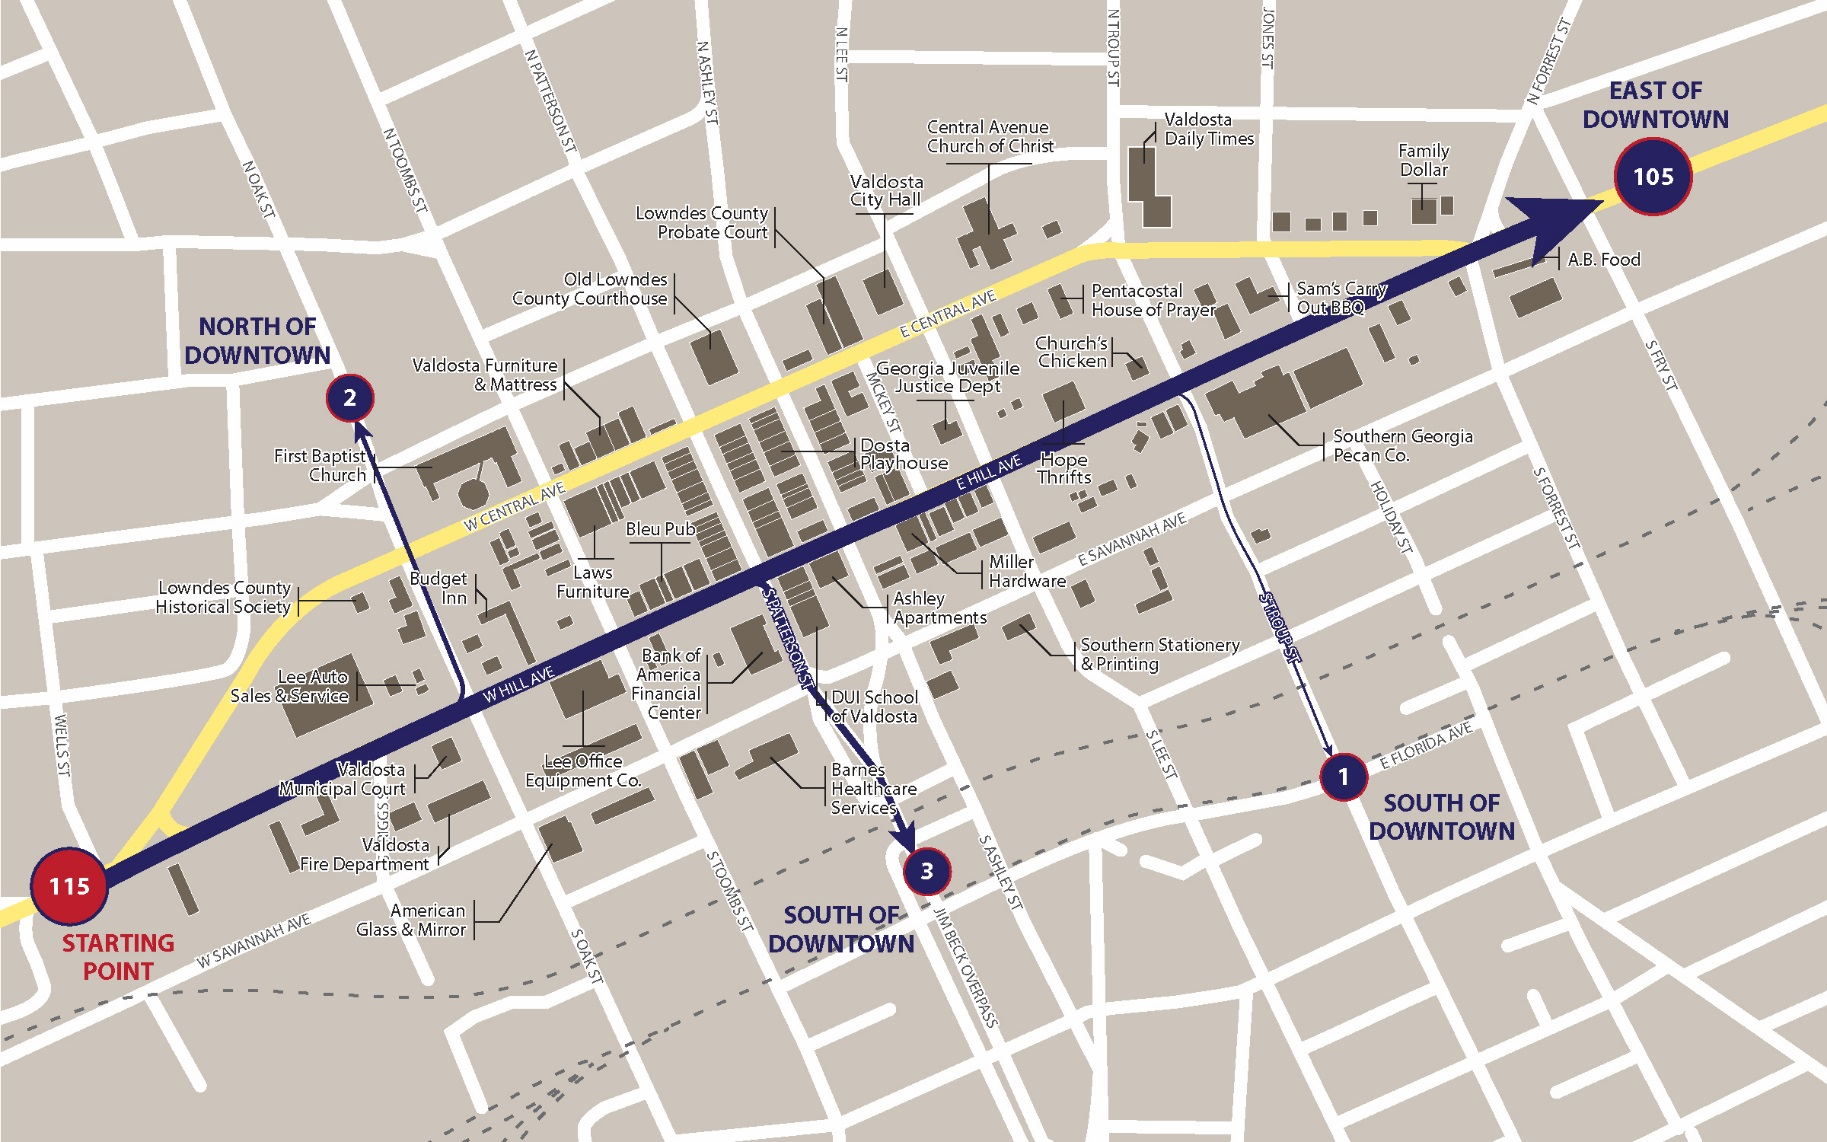 N TROUP ST
JONES ST
N FORREST ST
N LEE ST
N ASHLEY ST
N PATTERSON ST
N TOOMBS ST
N OAK ST
EAST OF
DOWNTOWN
105
Valdosta
Daily Times
Central Avenue
Church of Christ
Family
Dollar
Valdosta
City Hall
Lowndes County
Probate Court
A.B. Food
Old Lowndes
County Courthouse
Pentacostal
House of Prayer
Sam's Carry
Out BBQ
E CENTRAL AVE
NORTH OF
DOWNTOWN
2
Church's
Chicken
Valdosta Furniture
& Mattress
Georgia Juvenile
Justice Dept
MCKEY ST
S FRY ST
Southern Georgia
Pecan Co.
Dosta
Playhouse
First Baptist
Church
Hope
Thrifts
E HILL AVE
W CENTRAL AVE
HOLIDAY ST
S FORREST ST
Bleu Pub
E SAVANNAH AVE
Laws
Furniture
Miller
Hardware
Budget
Inn
Lowndes County
Historical Society
Ashley
Apartments
S PATTERSON ST
S TROUP ST
Southern Stationery
& Printing
Bank of
America
Financial
Center
Lee Auto
Sales & Service
W HILL AVE
DUI School
of Valdosta
WELLS ST
S LEE ST
E FLORIDA AVE
Lee Office
Equipment Co.
Valdosta
Municipal Court
Barnes
Healthcare
Services
1
SOUTH OF
DOWNTOWN
Valdosta
Fire Department
115
STARTING
POINT
3
SOUTH OF
DOWNTOWN
S TOOMBS ST
S ASHLEY ST
American
Glass & Mirror
W SAVANNAH AVE
S OAK ST
JIM BECK OVERPASS